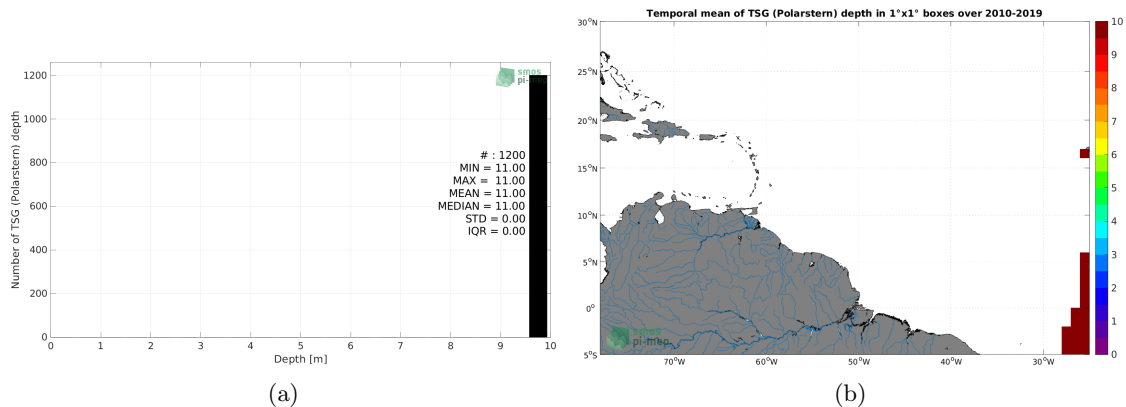 Number of TSG (Polarstern) depth
1200
1000
800
600
400
200
0
smos
pi-mep
# : 1200
MIN = 11.00
MAX = 11.00
MEAN = 11.00
MEDIAN = 11.00
STD = 0.00
IQR = 0.00
0 1 2 3 4 5 6 7 8 9 10
Depth [m]
(a)
Temporal mean of TSG (Polarstern) depth in 1°x1° boxes over 2010-2019
30°N
25°N
20°N
15°N
10°N
5°N
0°
5°S
70°W 60°W 50°W 40°W 30°W
smos
pi-mep
10
9
8
7
6
5
4
3
2
1
0
(b)